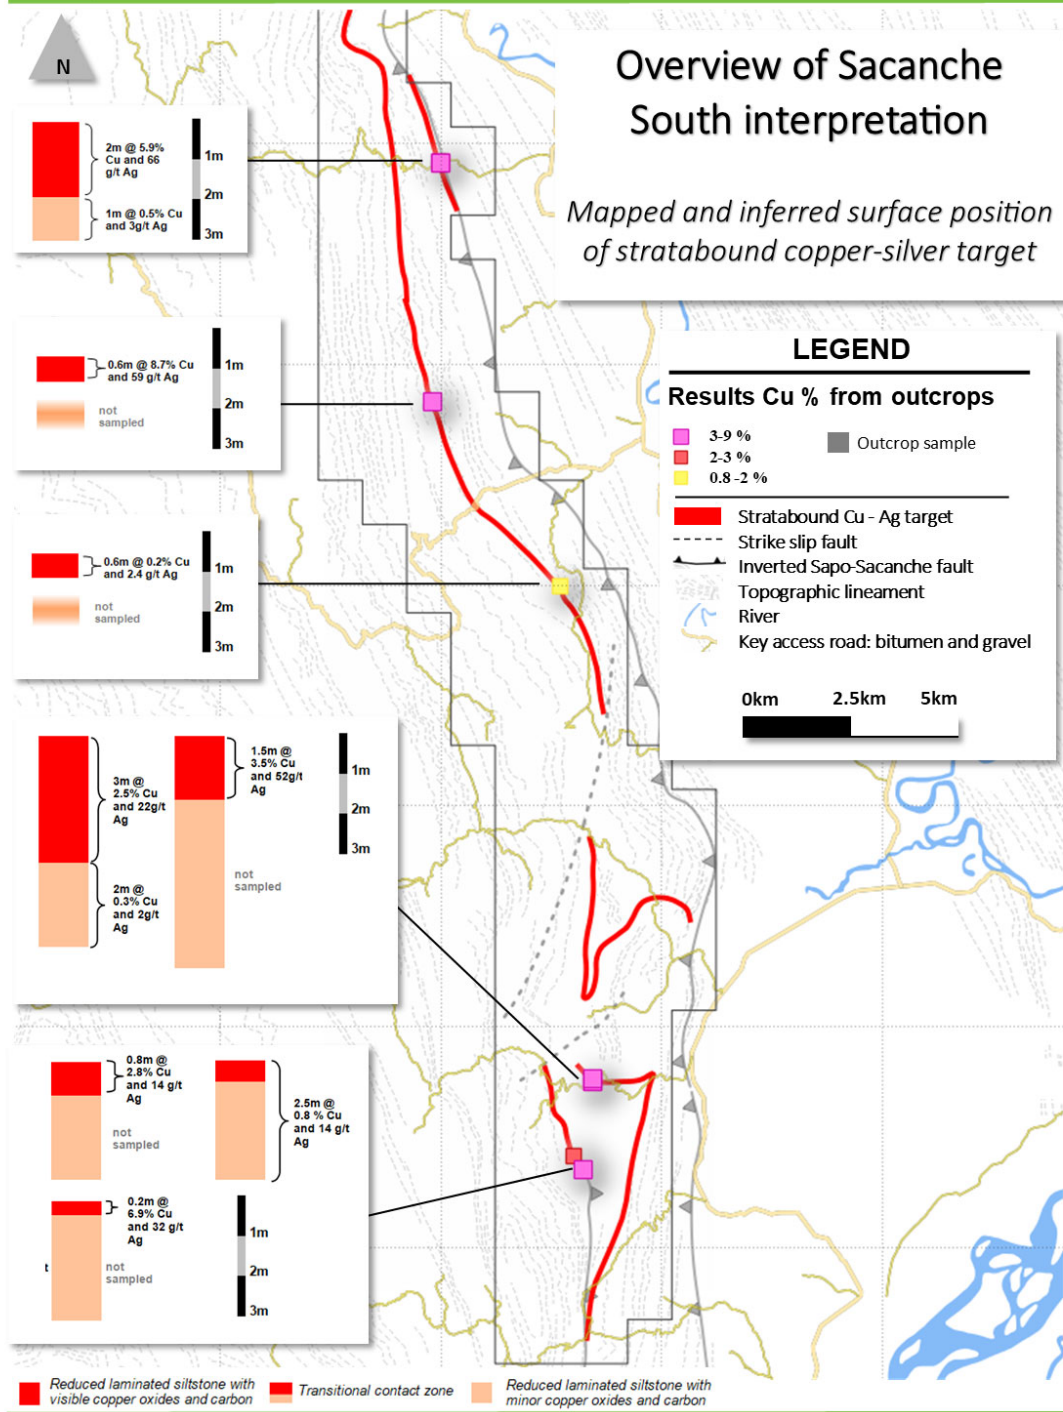 N
Overview of Sacanche
South interpretation
Mapped and inferred surface position
of stratabound copper-silver target
2m @ 5.9%
Cu and 66
g/t Ag
1m @ 0.5% Cu
and 3g/t Ag
1m
2m
3m
0.6m @ 8.7% Cu
and 59 g/t Ag
not
sampled
1m
2m
3m
0.6m @ 0.2% Cu
and 2.4 g/t Ag
not
sampled
1m
2m
3m
3m @
2.5% Cu
and 22g/t
Ag
2m @
0.3% Cu
and 2g/t
Ag
1.5m @
3.5% Cu
and 52g/t
Ag
not
sampled
1m
2m
3m
0.8m @
2.8% Cu
and 14 g/t
Ag
not
sampled
2.5m @
0.8 % Cu
and 14 g/t
Ag
0.2m @
6.9% Cu
and 32 g/t
Ag
t
not
sampled
1m
2m
3m
LEGEND
Results Cu % from outcrops
3-9 %
2-3 %
0.8 -2 %
Outcrop sample
Stratabound Cu - Ag target
Strike slip fault
Inverted Sapo-Sacanche fault
Topographic lineament
River
Key access road: bitumen and gravel
0km 2.5km 5km
Reduced laminated siltstone with
visible copper oxides and carbon
Transitional contact zone
Reduced laminated siltstone with
minor copper oxides and carbon